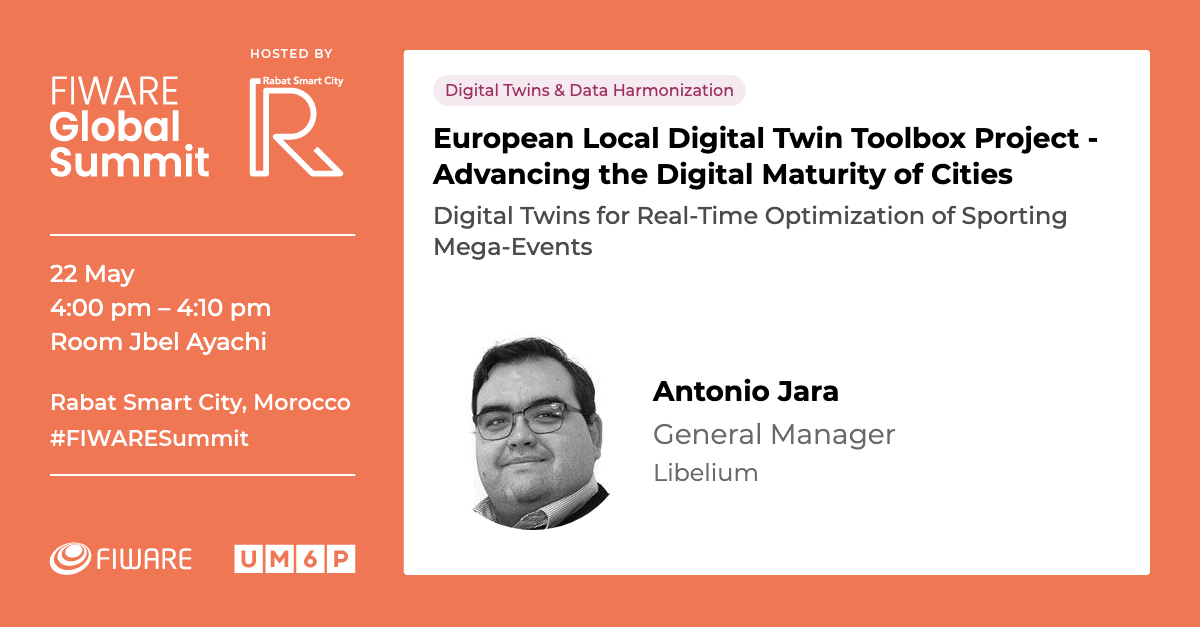 HOSTED BY
FIWARE
Global
Summit
Rabat Smart City
R
22 May
4:00 pm – 4:10 pm
Room Jbel Ayachi
Rabat Smart City, Morocco
#FIWARESummit
FIWARE
UM6P
Digital Twins & Data Harmonization
European Local Digital Twin Toolbox Project -
Advancing the Digital Maturity of Cities
Digital Twins for Real-Time Optimization of Sporting
Mega-Events
Antonio Jara
General Manager
Libelium